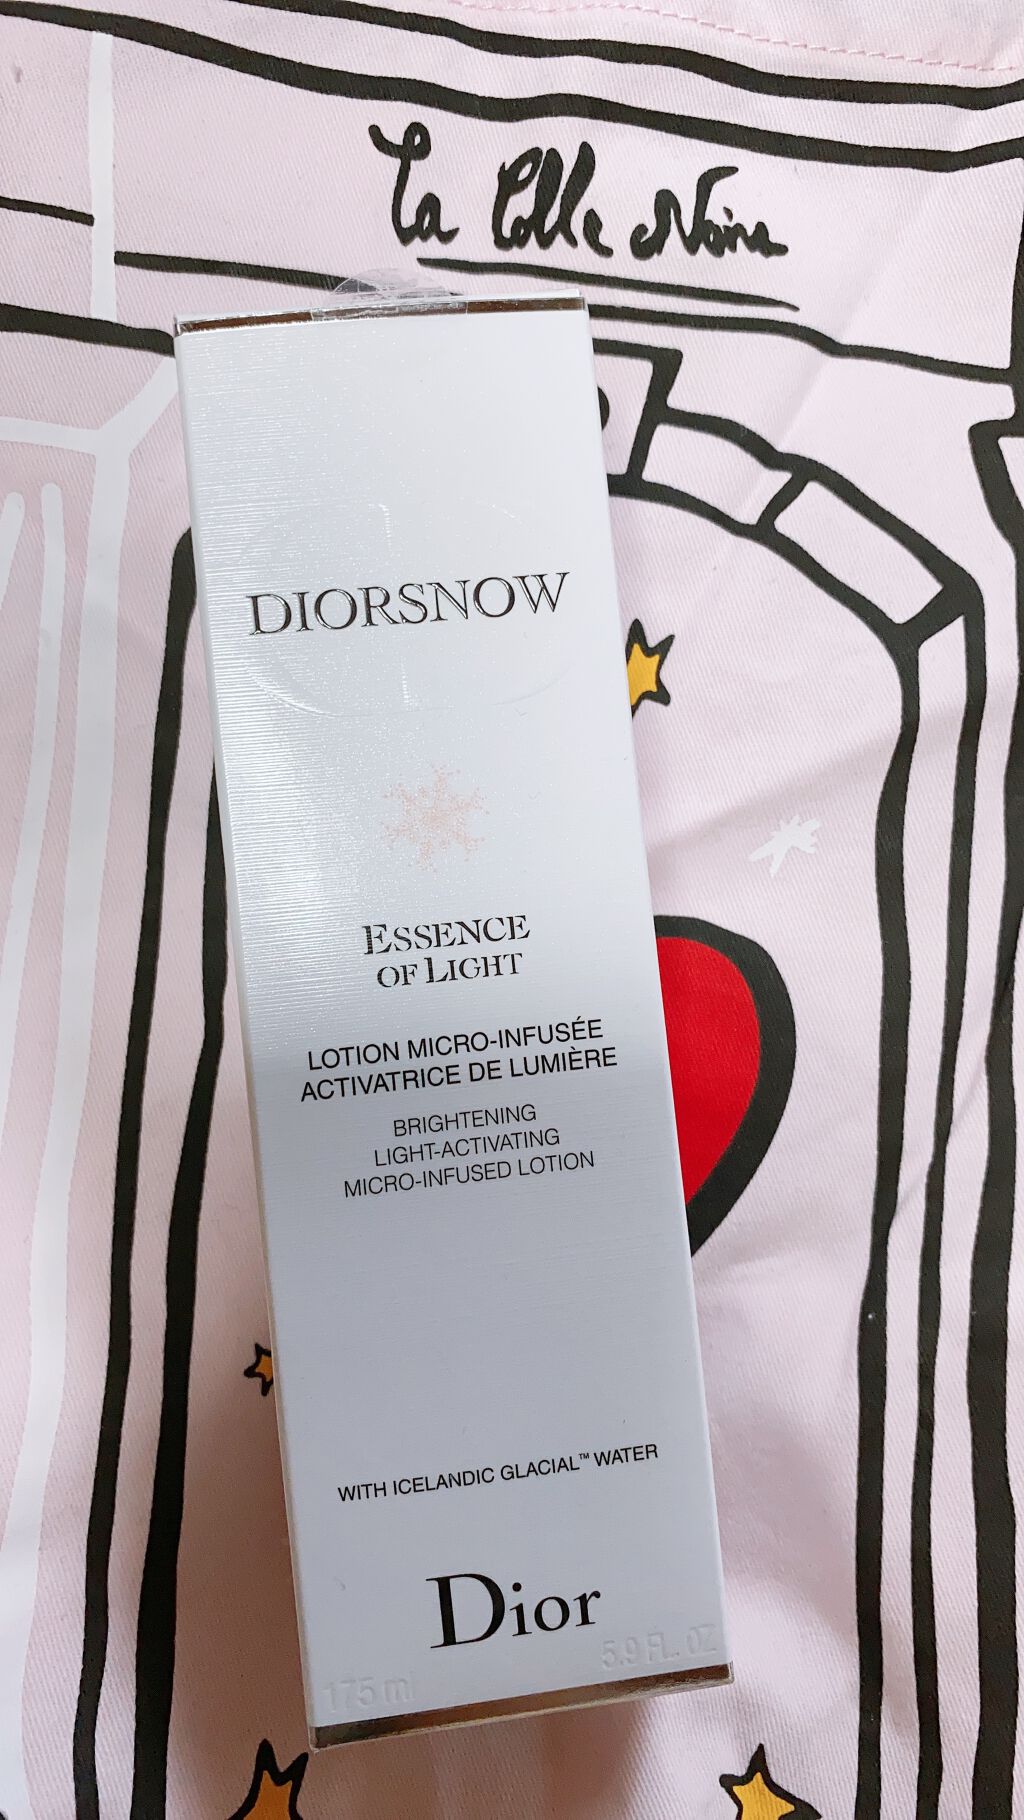 La Colle Noire
DIORSNOW
ESSENCE
OF LIGHT
LOTION MICRO-INFUSÉE
ACTIVATRICE DE LUMIÈRE
BRIGHTENING
LIGHT-ACTIVATING
MICRO-INFUSED LOTION
WITH ICELANDIC GLACIAL™ WATER
Dior
175 ml 5.9 FL. OZ